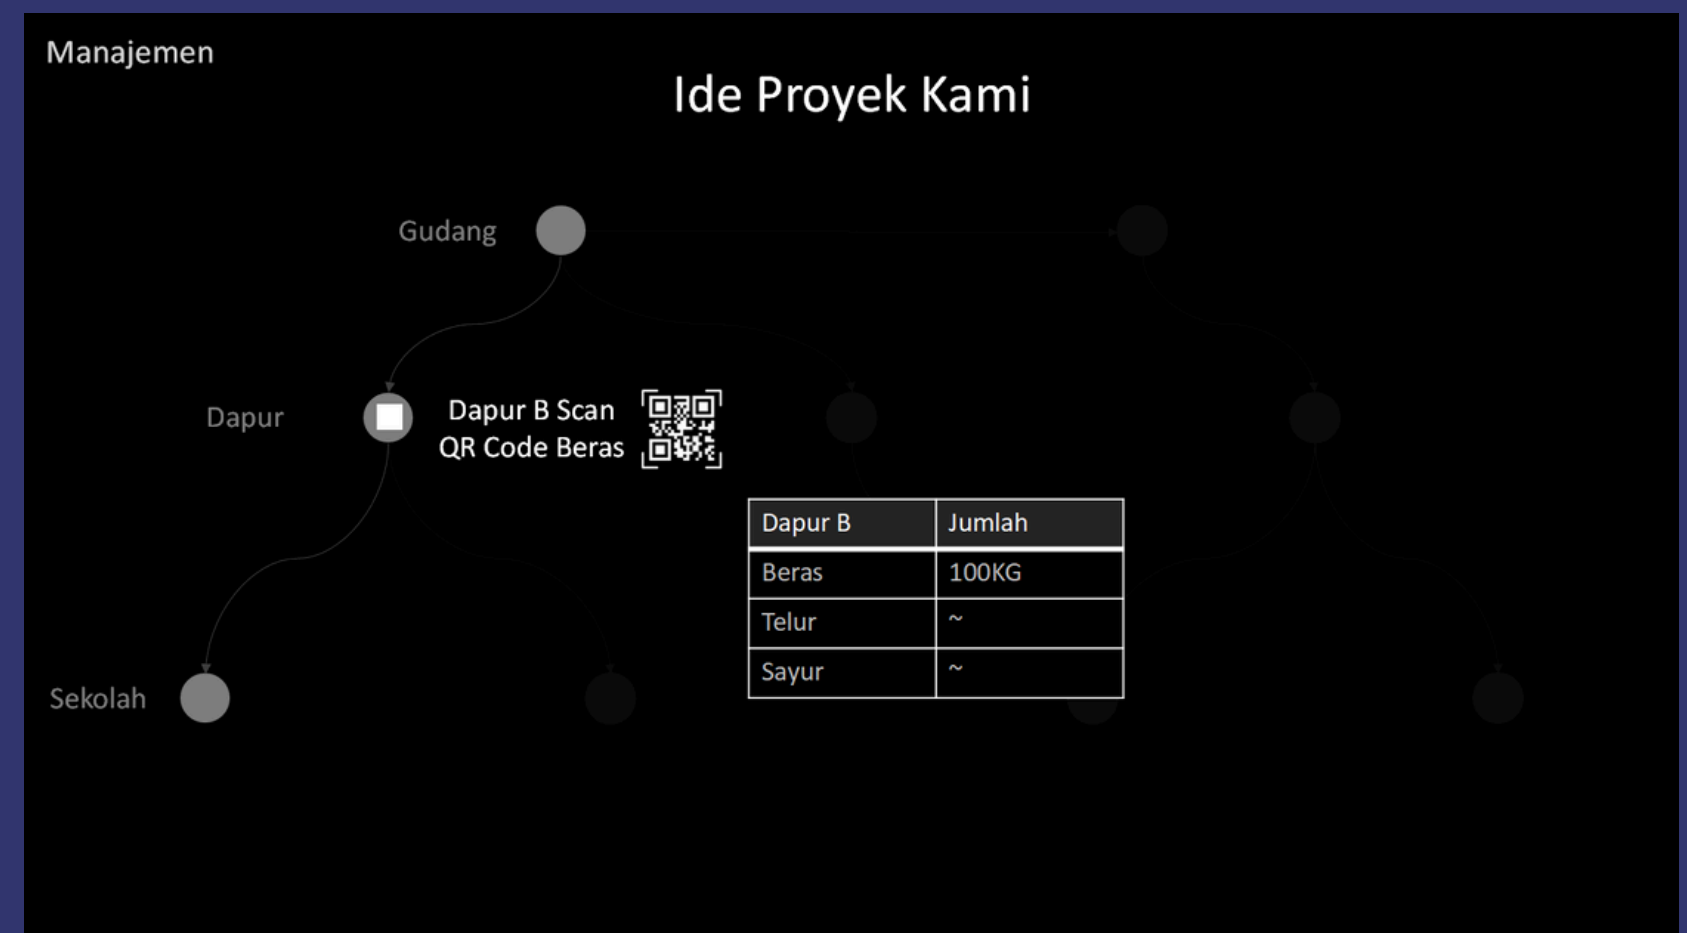 Manajemen
Ide Proyek Kami
Gudang
Dapur
Dapur B Scan
QR Code Beras
Dapur B Jumlah
Beras 100KG
Telur ~
Sayur ~
Sekolah